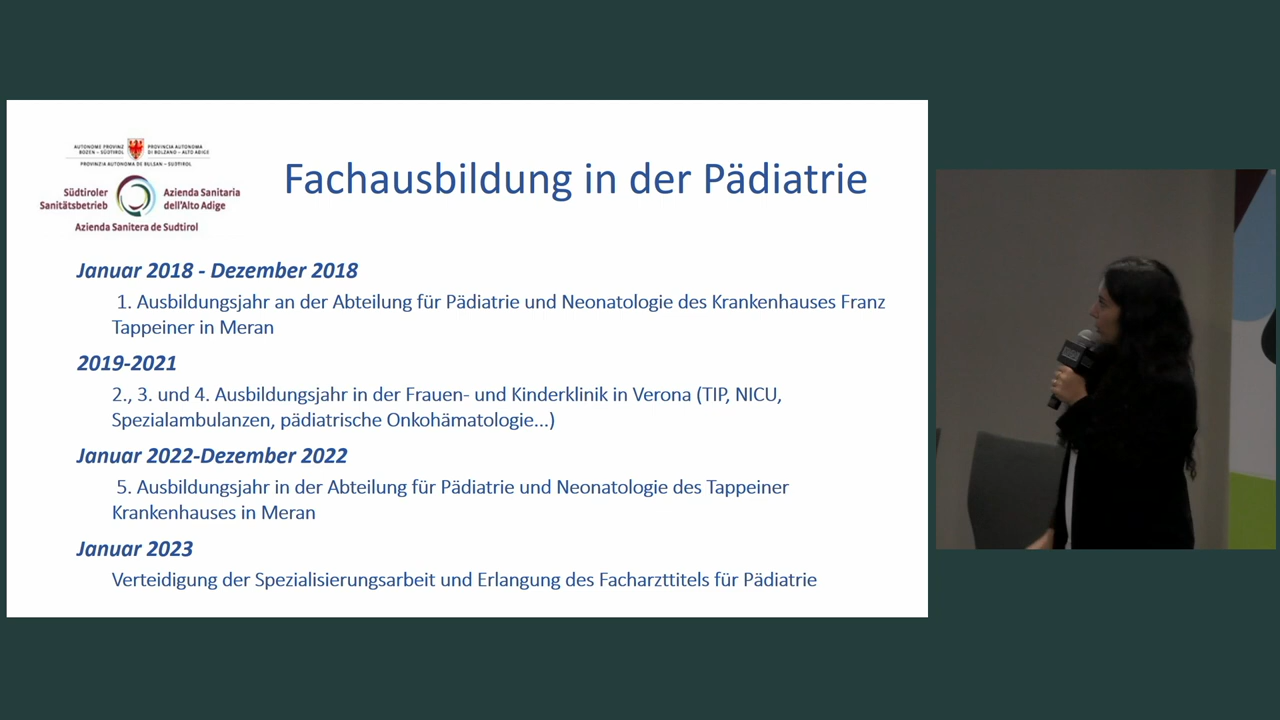 AUTONOME PROVINZ
BOZEN – SÜDTIROL
PROVINCIA AUTONOMA
DI BOLZANO – ALTO ADIGE
PROVINZIA AUTONOMA DE BULSAN – SÜDTIROL
Südtiroler
Sanitätsbetrieb
Azienda Sanitaria
dell'Alto Adige
Azienda Sanitera de Sudtirol
Fachausbildung in der Pädiatrie
Januar 2018 - Dezember 2018
1. Ausbildungsjahr an der Abteilung für Pädiatrie und Neonatologie des Krankenhauses Franz
Tappeiner in Meran
2019-2021
2., 3. und 4. Ausbildungsjahr in der Frauen- und Kinderklinik in Verona (TIP, NICU,
Spezialambulanzen, pädiatrische Onkohämatologie...)
Januar 2022-Dezember 2022
5. Ausbildungsjahr in der Abteilung für Pädiatrie und Neonatologie des Tappeiner
Krankenhauses in Meran
Januar 2023
Verteidigung der Spezialisierungsarbeit und Erlangung des Facharzttitels für Pädiatrie